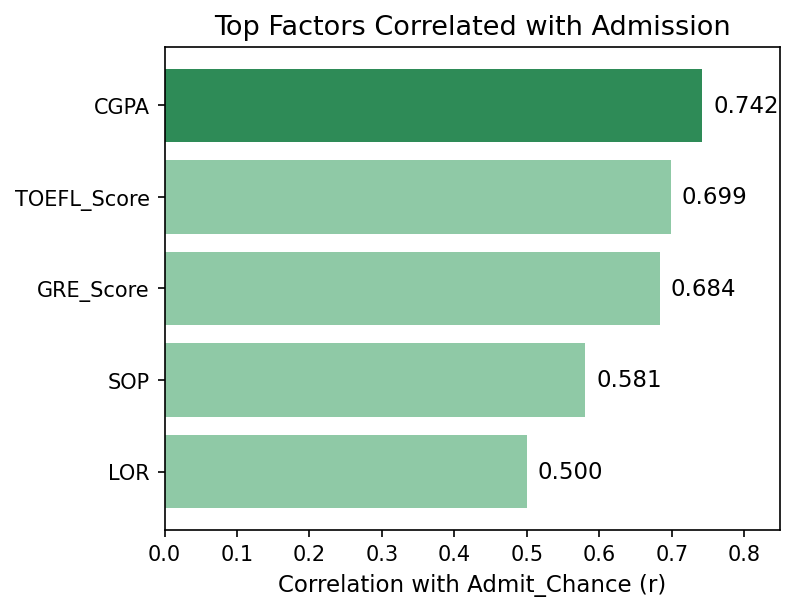 Top Factors Correlated with Admission
CGPA
0.742
TOEFL_Score
0.699
GRE_Score
0.684
SOP
0.581
LOR
0.500
0.0 0.1 0.2 0.3 0.4 0.5 0.6 0.7 0.8
Correlation with Admit_Chance (r)